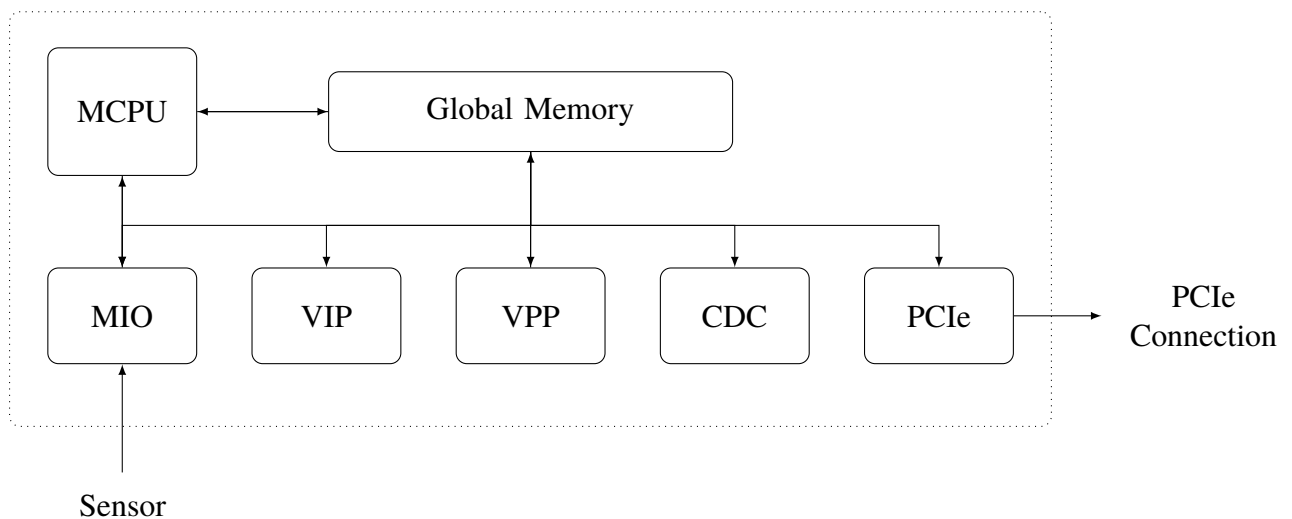 MCPU
Global Memory
MIO
VIP
VPP
CDC
PCIe
PCIe
Connection
Sensor